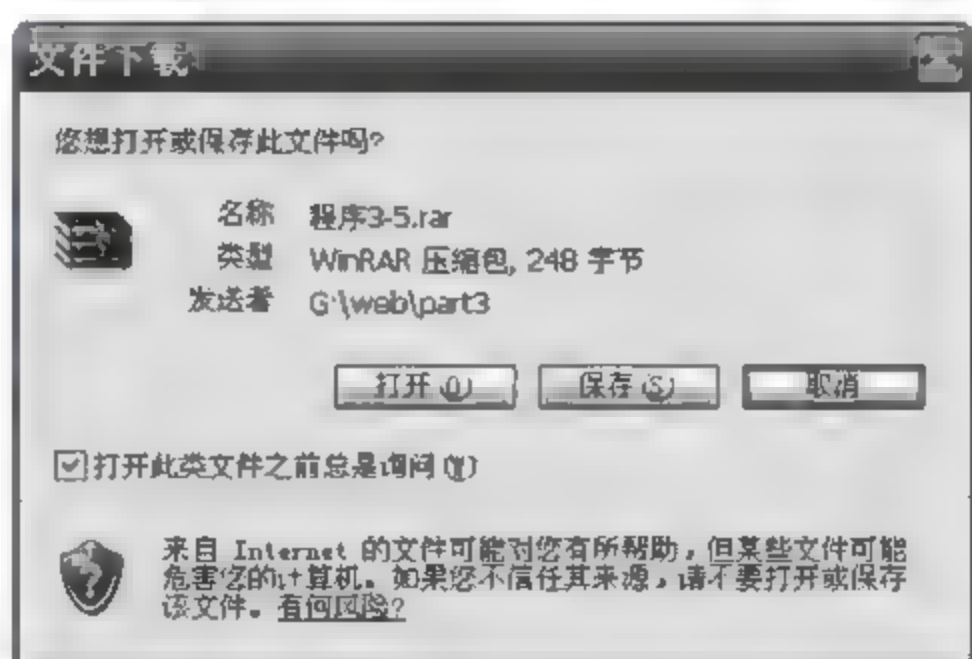 文件下载
您想打开或保存此文件吗?
名称 程序3-5.rar
类型 WinRAR 压缩包, 248 字节
发送者 G:\web\part3
打开(O) 保存(S) 取消
打开此类文件之前总是询问(W)
来自 Internet 的文件可能对您有所帮助，但某些文件可能
危害您的计算机。如果您不信任其来源，请不要打开或保存
该文件。有何风险?